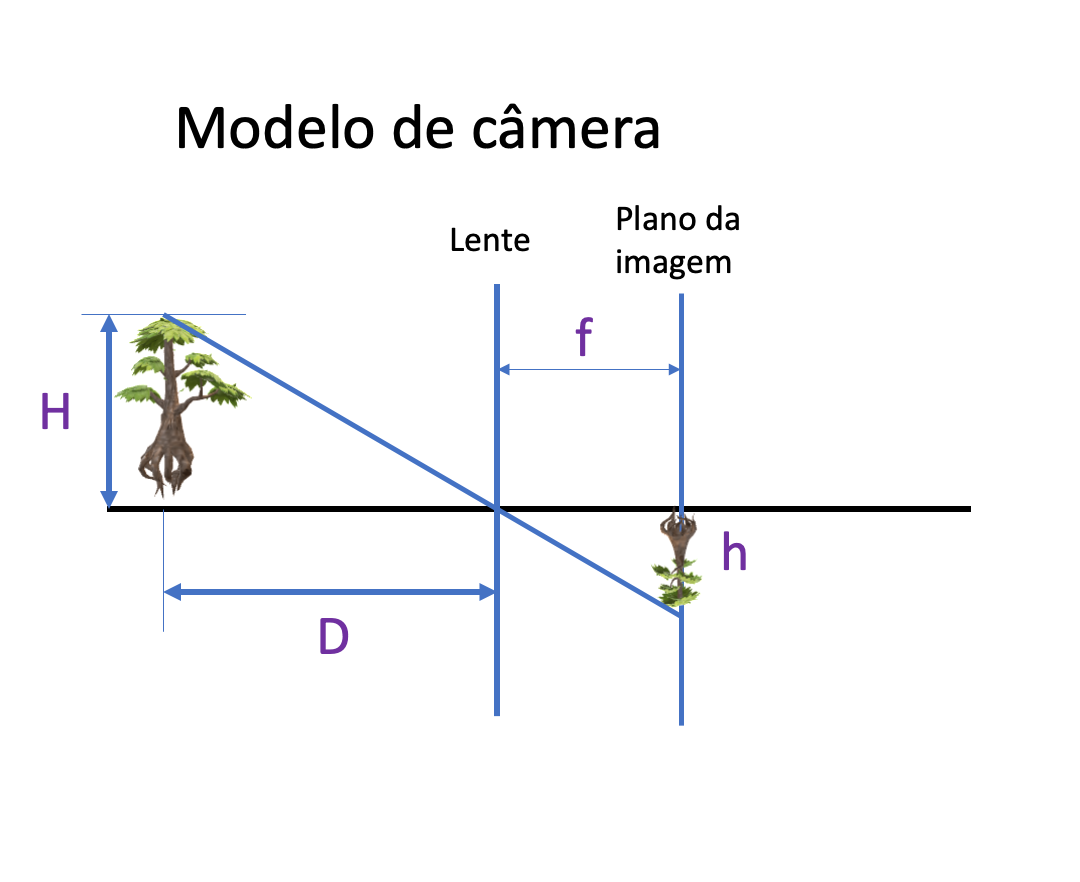 Modelo de câmera
Lente
Plano da
imagem
f
H
h
D